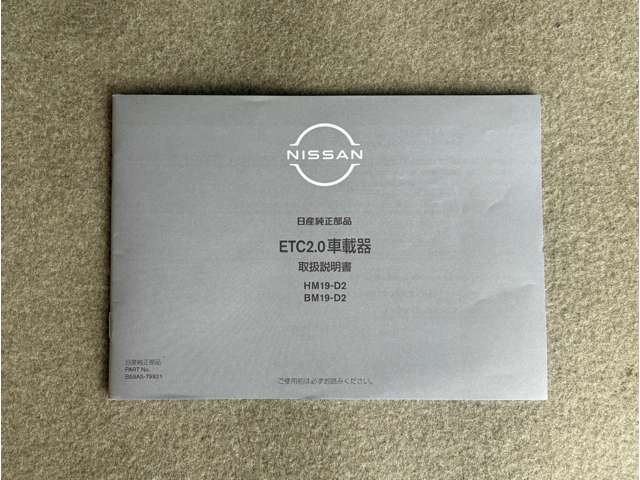 NISSAN
日産純正部品
ETC2.0車載器
取扱説明書
HM19-D2
BM19-D2
日産純正部品
PART No.
ご使用前は必ずお読みください。